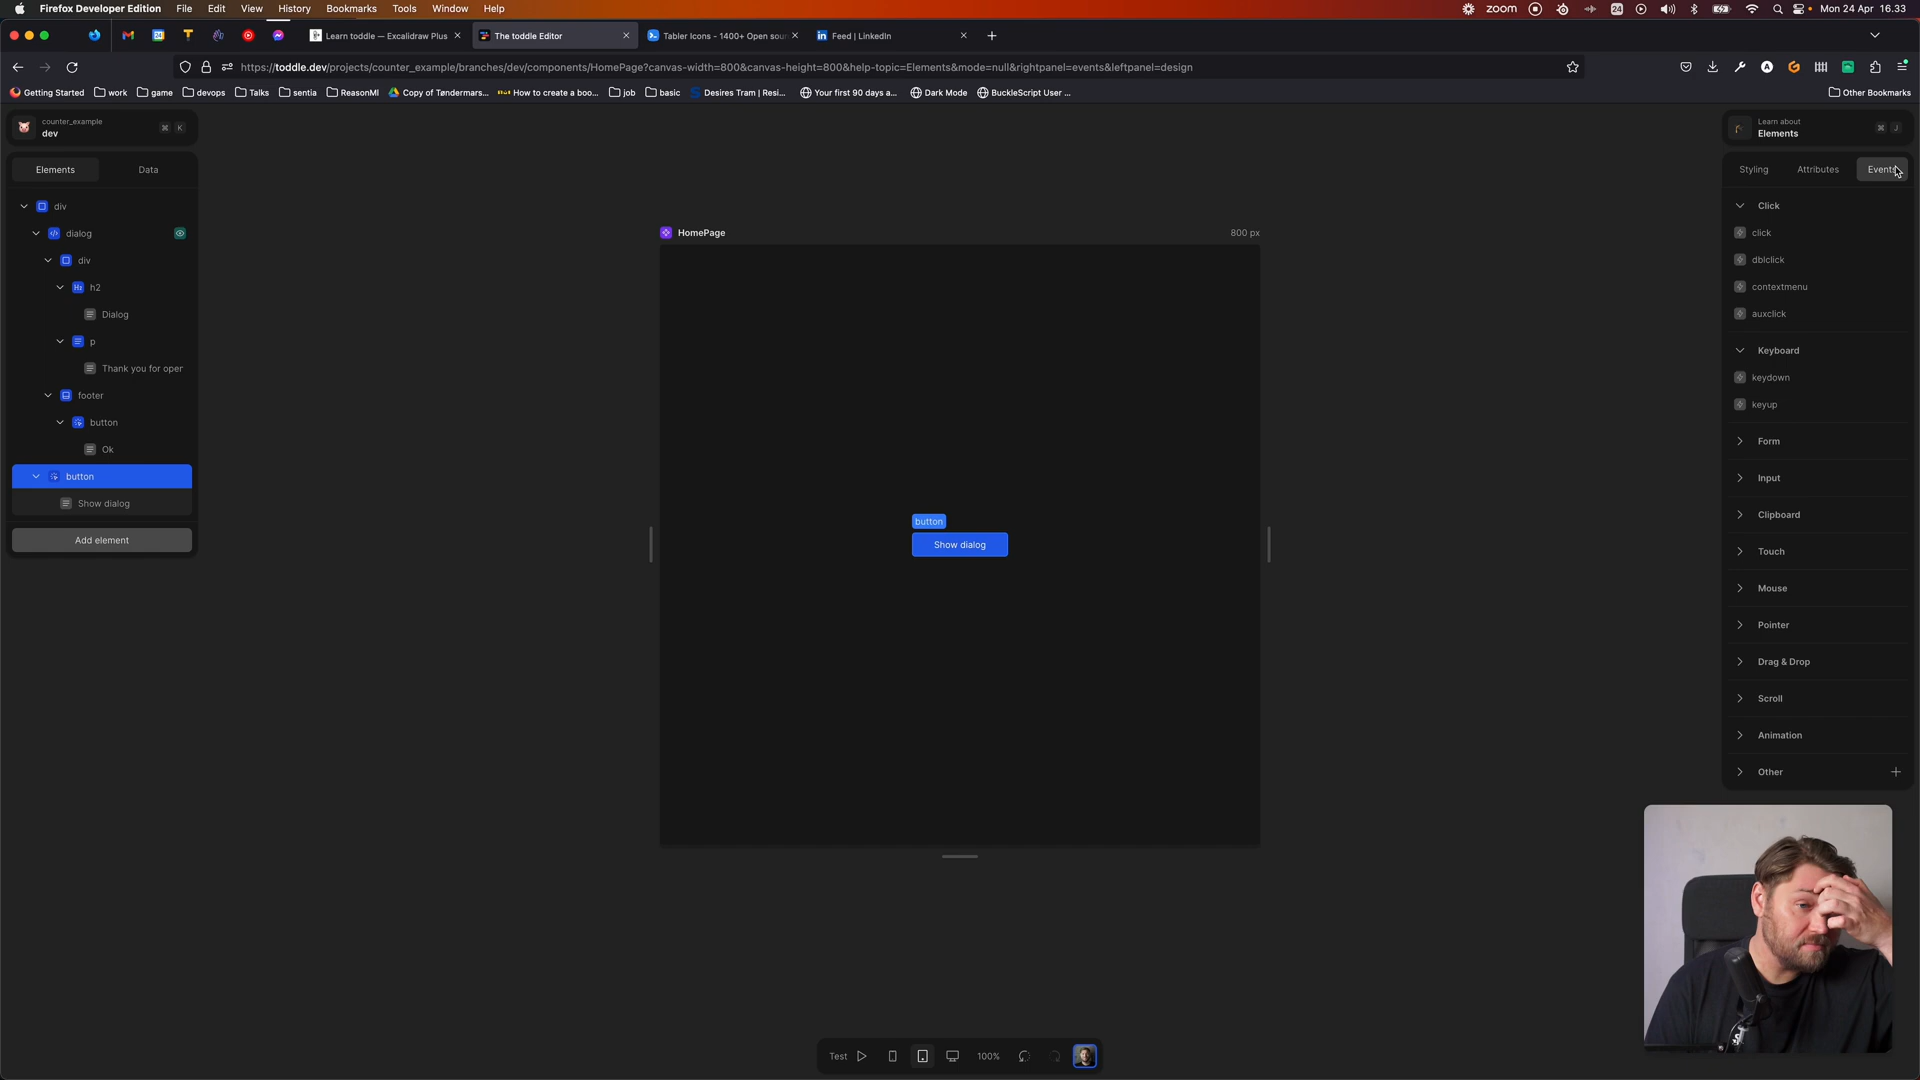 Firefox Developer Edition File Edit View History Bookmarks Tools Window Help
zoom 24 Mon 24 Apr 16.33
Learn toddle — Excalidraw Plus
The toddle Editor
Tabler Icons - 1400+ Open sou
Feed | LinkedIn
https://toddle.dev/projects/counter_example/branches/dev/components/HomePage?canvas-width=800&canvas-height=800&help-topic=Elements&mode=null&rightpanel=events&leftpanel=design
Getting Started work game devops Talks sentia ReasonMl Copy of Tøndermars... How to create a boo... job basic Desires Tram | Resi... Your first 90 days a... Dark Mode BuckleScript User ... Other Bookmarks
counter_example
dev
⌘ K
Elements Data
div
dialog
div
h2
Dialog
p
Thank you for oper
footer
button
Ok
button
Show dialog
Add element
HomePage 800 px
button
Show dialog
Test 100%
Learn about
Elements
⌘ J
Styling Attributes Events
Click
click
dblclick
contextmenu
auxclick
Keyboard
keydown
keyup
Form
Input
Clipboard
Touch
Mouse
Pointer
Drag & Drop
Scroll
Animation
Other